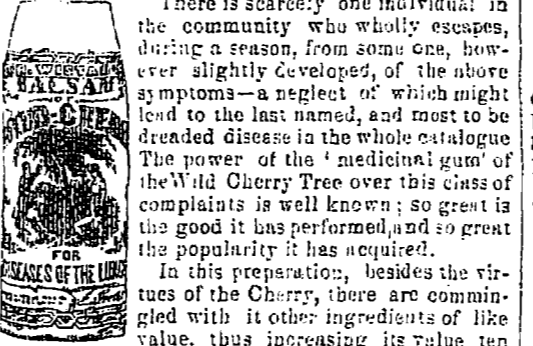 BALSAM
OF
FOR
DISEASES OF THE LUNGS
There is scarcely one individual in
the community who wholly escapes,
during a season, from some one, how-
ever slightly developed, of the above
symptoms—a neglect of which might
lead to the last named, and most to be
dreaded disease in the whole catalogue
The power of the ' medicinal gum' of
the Wild Cherry Tree over this class of
complaints is well known; so great is
the good it has performed, and so great
the popularity it has acquired.
In this preparation, besides the vir-
tues of the Cherry, there are commin-
gled with it other ingredients of like
value, thus increasing its value ten